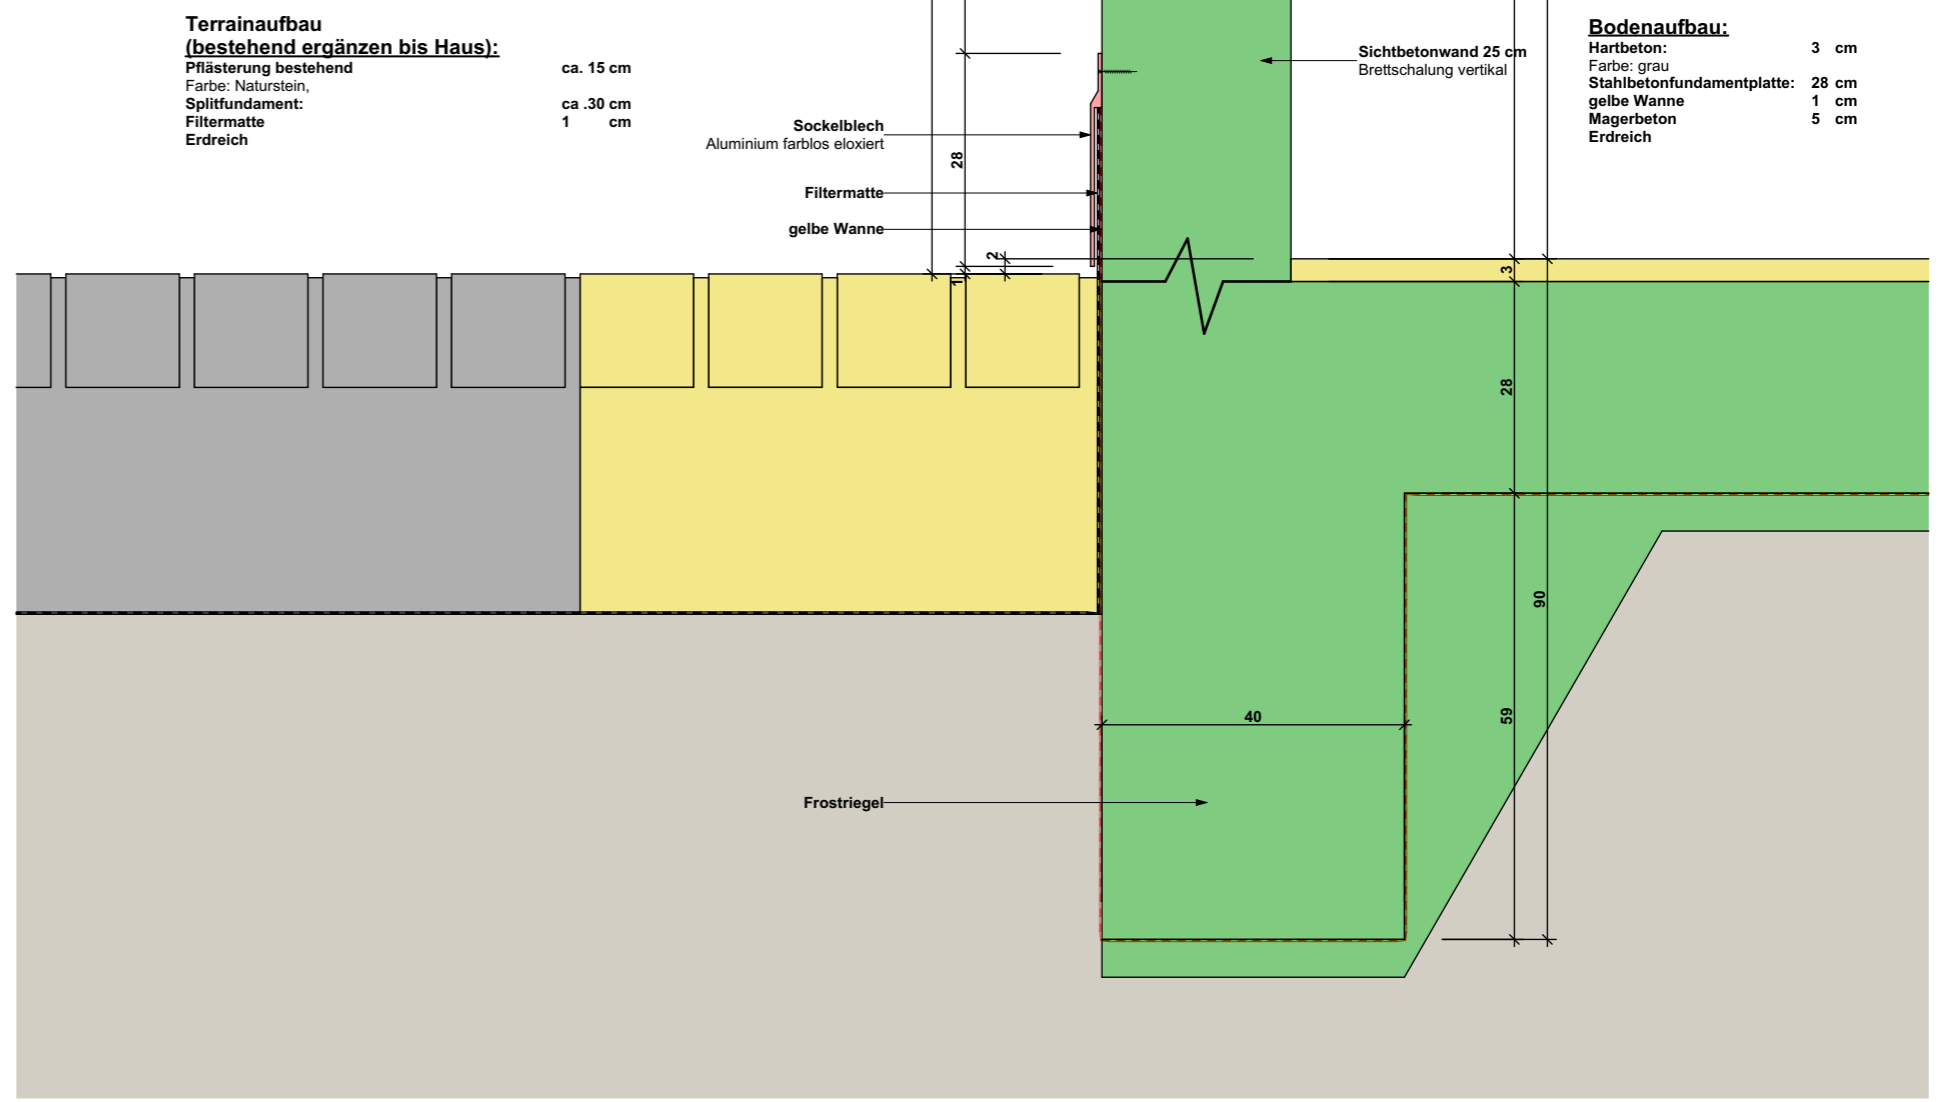 Terrainaufbau
(bestehend ergänzen bis Haus):
Pflästerung bestehend ca. 15 cm
Farbe: Naturstein,
Splitfundament: ca .30 cm
Filtermatte 1 cm
Erdreich
Sockelblech
Aluminium farblos eloxiert
Filtermatte
gelbe Wanne
28
2
1
Sichtbetonwand 25 cm
Brettschalung vertikal
Bodenaufbau:
Hartbeton: 3 cm
Farbe: grau
Stahlbetonfundamentplatte: 28 cm
gelbe Wanne 1 cm
Magerbeton 5 cm
Erdreich
3
28
90
59
40
Frostriegel